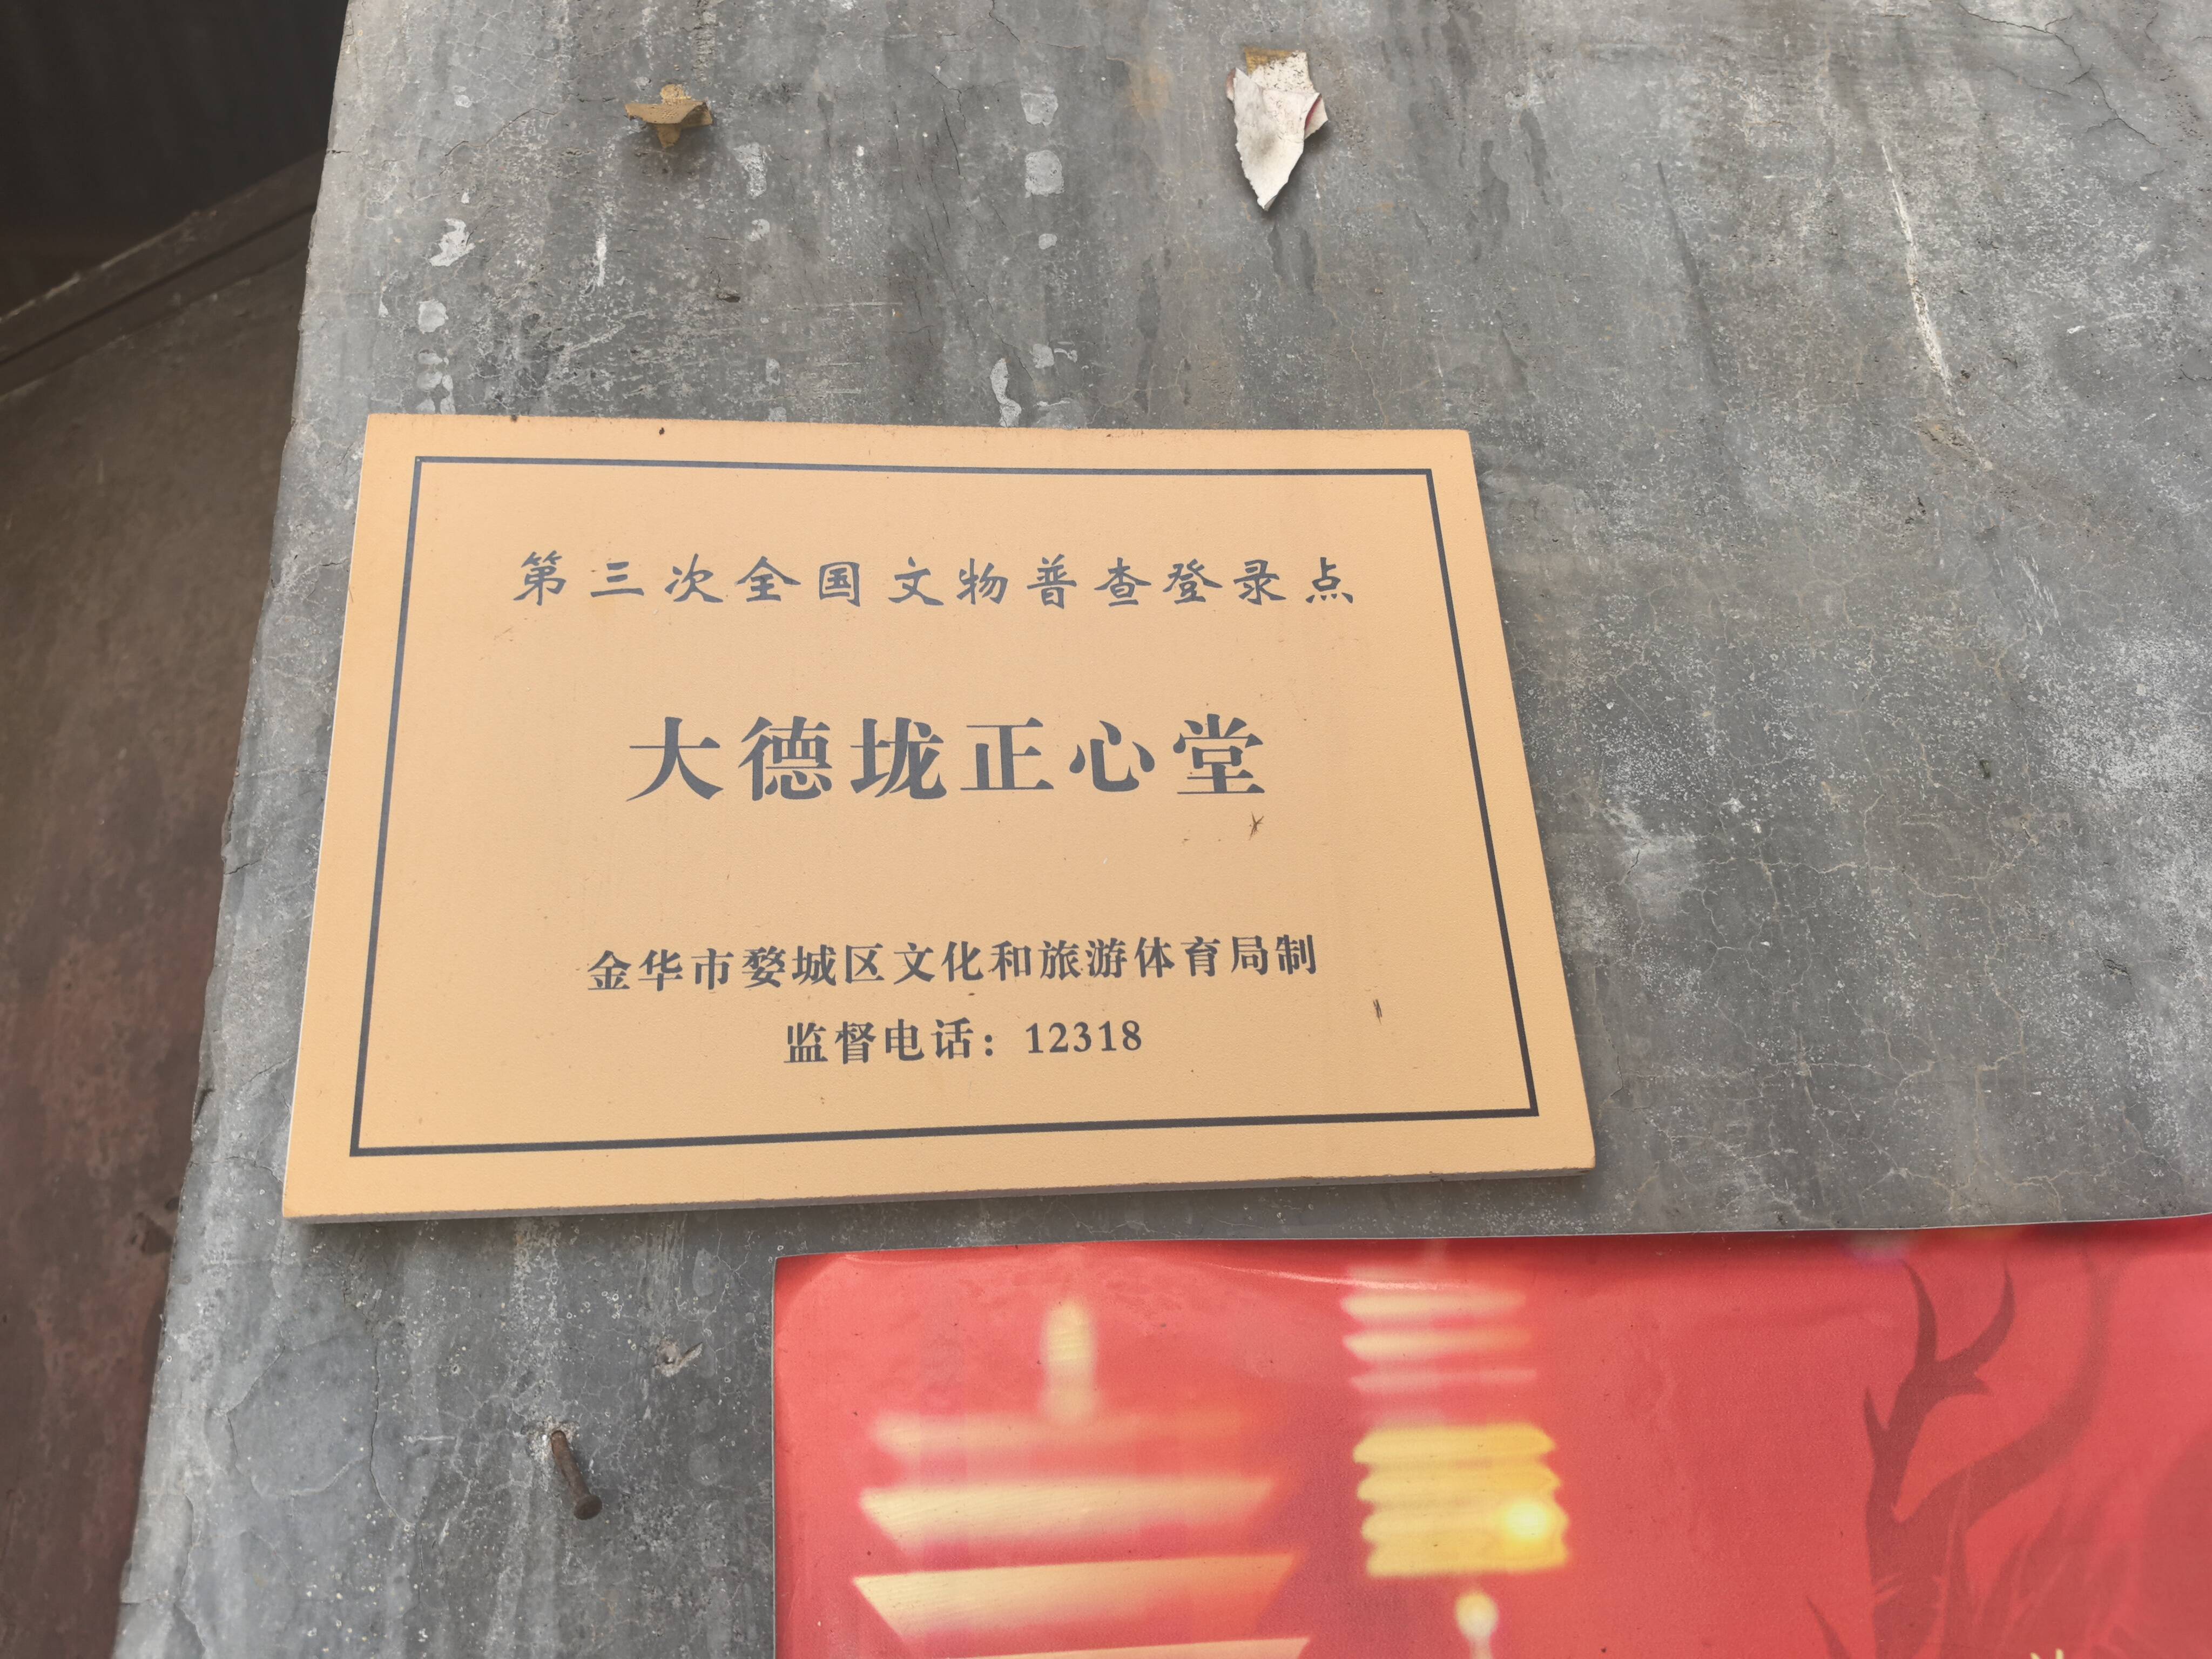 第三次全国文物普查登录点
大德垅正心堂
金华市婺城区文化和旅游体育局制
监督电话：12318